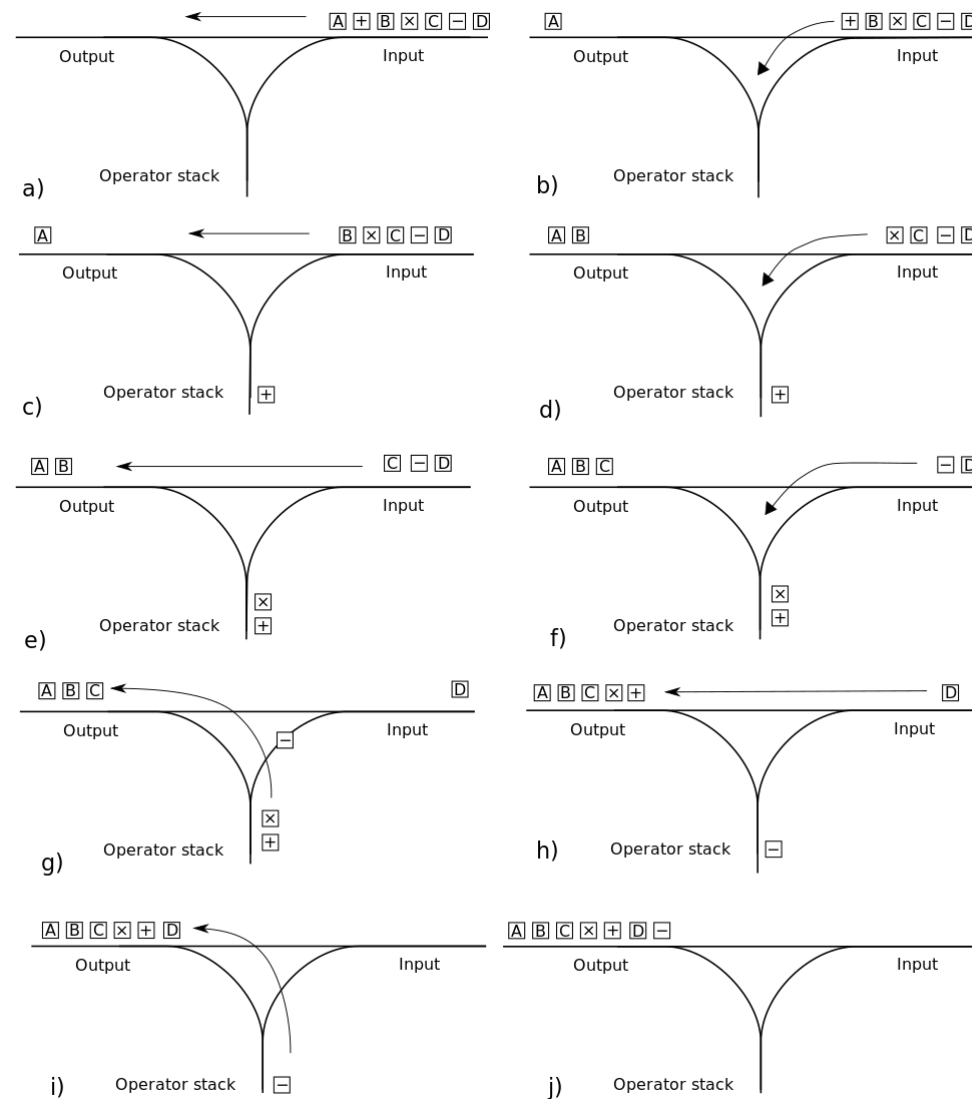 A + B × C − D
Output
Input
Operator stack
a)
A
+ B × C − D
Output
Input
Operator stack
b)
A
B × C − D
Output
Input
Operator stack
+
c)
A B
× C − D
Output
Input
Operator stack
+
d)
A B
C − D
Output
Input
×
Operator stack
+
e)
A B C
− D
Output
Input
×
Operator stack
+
f)
A B C
D
Output
Input
−
×
+
Operator stack
g)
A B C × +
D
Output
Input
Operator stack
−
h)
A B C × + D
Output
Input
Operator stack
−
i)
A B C × + D −
Output
Input
Operator stack
j)